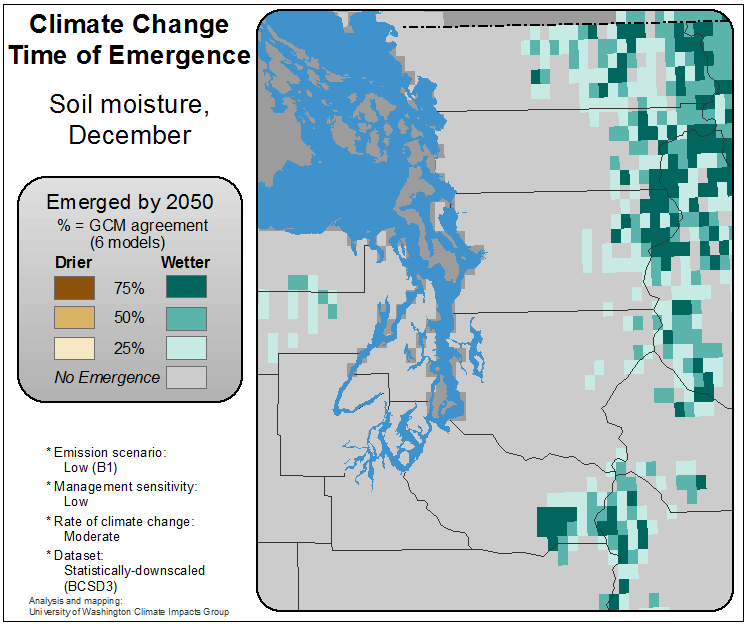 Climate Change
Time of Emergence
Soil moisture,
December
Emerged by 2050
% = GCM agreement
(6 models)
Drier Wetter
75%
50%
25%
No Emergence
* Emission scenario:
Low (B1)
* Management sensitivity:
Low
* Rate of climate change:
Moderate
* Dataset:
Statistically-downscaled
(BCSD3)
Analysis and mapping:
University of Washington Climate Impacts Group